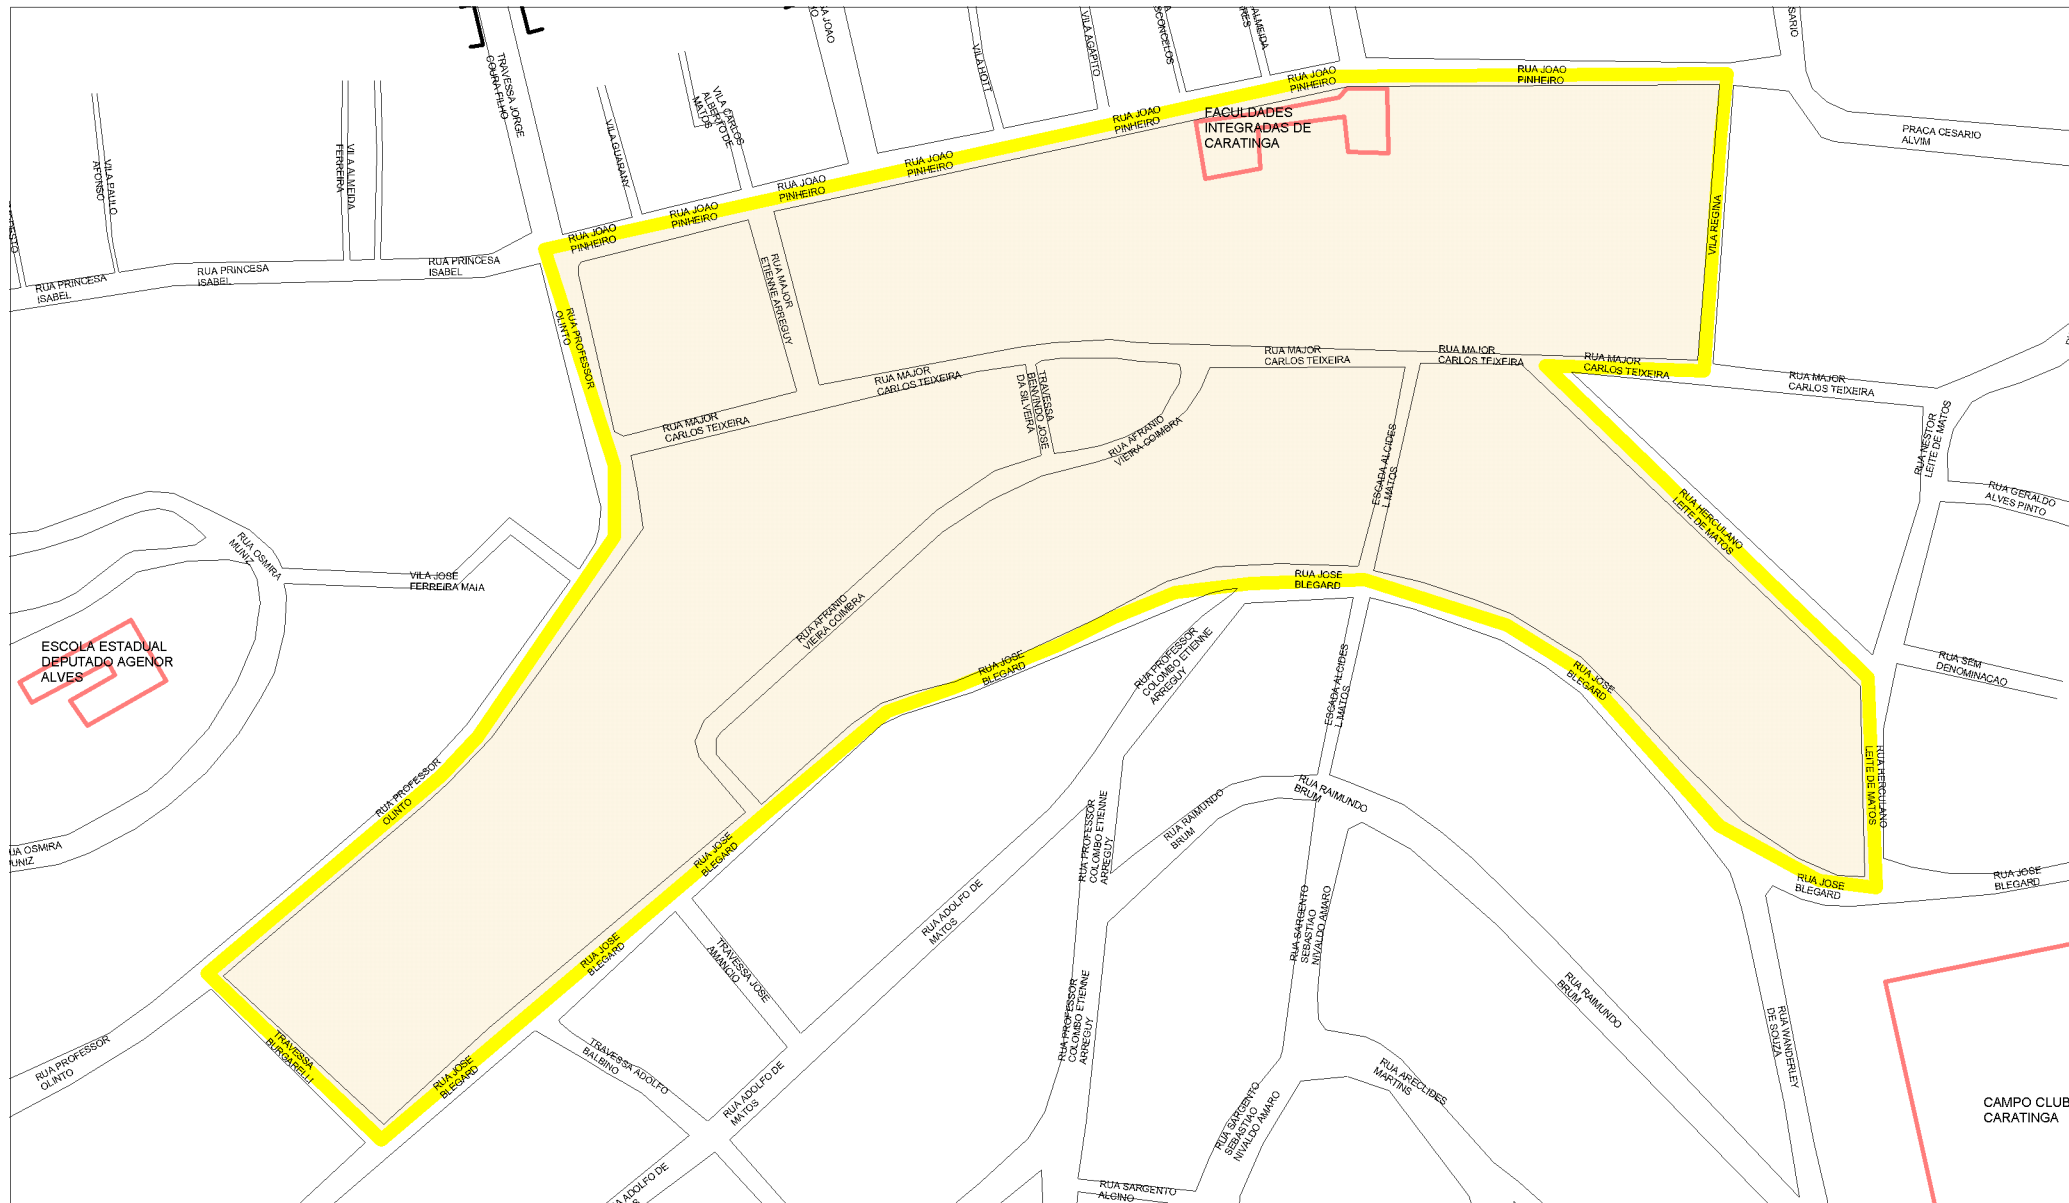 TRAVESSA JORGE
COURA FILHO
VILA HOTT
VILA AGAPITO
RUA JOAO
PINHEIRO
RUA JOAO
PINHEIRO
RUA JOAO
PINHEIRO
RUA JOAO
PINHEIRO
RUA JOAO
PINHEIRO
RUA JOAO
PINHEIRO
RUA JOAO
PINHEIRO
FACULDADES
INTEGRADAS DE
CARATINGA
PRACA CESARIO
ALVIM
VILA CARLOS
ALBERTO DE
MATOS
VILA GUARANY
VILA ALMEIDA
FERREIRA
VILA PAULO
AFONSO
VILA REGINA
RUA PRINCESA
ISABEL
RUA PRINCESA
ISABEL
RUA PRINCESA
ISABEL
RUA MAJOR
ETIENNE ARREGUY
RUA PROFESSOR
OLINTO
RUA MAJOR
CARLOS TEIXEIRA
RUA MAJOR
CARLOS TEIXEIRA
RUA MAJOR
CARLOS TEIXEIRA
RUA MAJOR
CARLOS TEIXEIRA
RUA MAJOR
CARLOS TEIXEIRA
RUA MAJOR
CARLOS TEIXEIRA
TRAVESSA
BENVINDO JOSE
DA SILVEIRA
RUA AFRANIO
VIEIRA COIMBRA
ESCADA ALCIDES
L.MATOS
RUA NESTOR
LEITE DE MATOS
RUA GERALDO
ALVES PINTO
RUA HERCULANO
LEITE DE MATOS
RUA OSMIRA
MUNIZ
VILA JOSE
FERREIRA MAIA
RUA JOSE
BLEGARD
RUA AFRANIO
VIEIRA COIMBRA
ESCOLA ESTADUAL
DEPUTADO AGENOR
ALVES
RUA JOSE
BLEGARD
RUA PROFESSOR
COLOMBO ETIENNE
ARREGUY
ESCADA ALCIDES
L.MATOS
RUA JOSE
BLEGARD
RUA SEM
DENOMINACAO
RUA PROFESSOR
OLINTO
RUA HERCULANO
LEITE DE MATOS
RUA RAIMUNDO
BRUM
RUA RAIMUNDO
BRUM
RUA PROFESSOR
COLOMBO ETIENNE
ARREGUY
RUA JOSE
BLEGARD
UA OSMIRA
UNIZ
RUA JOSE
BLEGARD
RUA JOSE
BLEGARD
RUA ADOLFO DE
MATOS
RUA SARGENTO
SEBASTIAO
NIVALDO AMARO
RUA JOSE
BLEGARD
TRAVESSA JOSE
AMANCIO
RUA RAIMUNDO
BRUM
RUA PROFESSOR
COLOMBO ETIENNE
ARREGUY
RUA WANDERLEY
DE SOUZA
RUA PROFESSOR
OLINTO
TRAVESSA
BURGARELLI
RUA JOSE
BLEGARD
TRAVESSA ADOLFO
BALBINO
RUA ADOLFO DE
MATOS
RUA ARECLIDES
MARTINS
RUA SARGENTO
SEBASTIAO
NIVALDO AMARO
CAMPO CLUB
CARATINGA
A ADOLFO DE
RUA SARGENTO
ALCINO